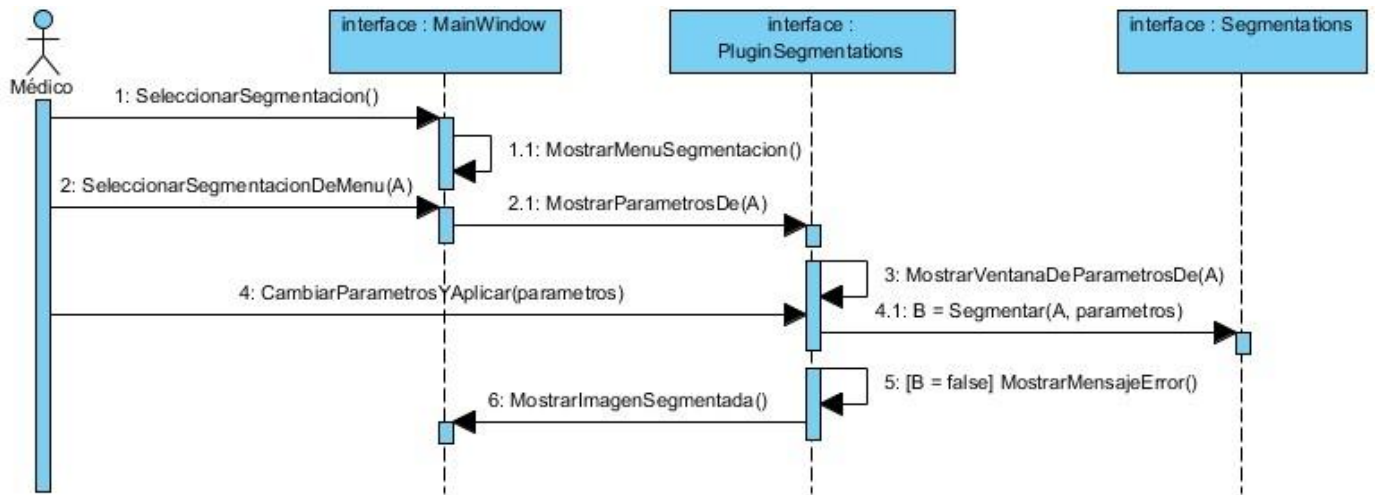 interface : MainWindow
interface :
PluginSegmentations
interface : Segmentations
Médico
1: SeleccionarSegmentacion()
1.1: MostrarMenuSegmentacion()
2: SeleccionarSegmentacionDeMenu(A)
2.1: MostrarParametrosDe(A)
3: MostrarVentanaDeParametrosDe(A)
4: CambiarParametrosYAplicar(parametros)
4.1: B = Segmentar(A, parametros)
5: [B = false] MostrarMensajeError()
6: MostrarImagenSegmentada()